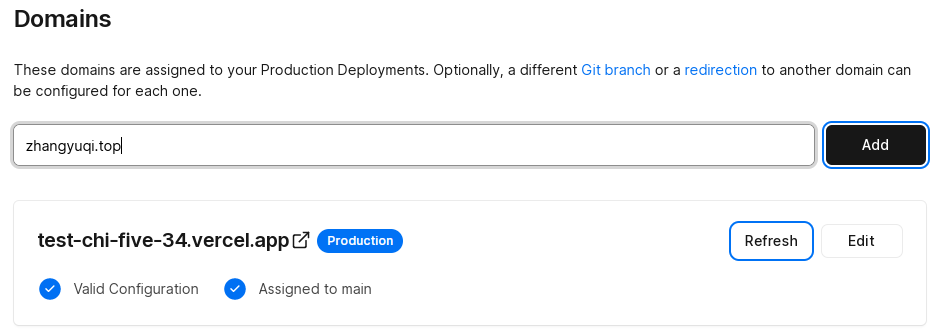 Domains
These domains are assigned to your Production Deployments. Optionally, a different Git branch or a redirection to another domain can
be configured for each one.
zhangyuqi.top
Add
test-chi-five-34.vercel.app
Production
Refresh
Edit
Valid Configuration
Assigned to main